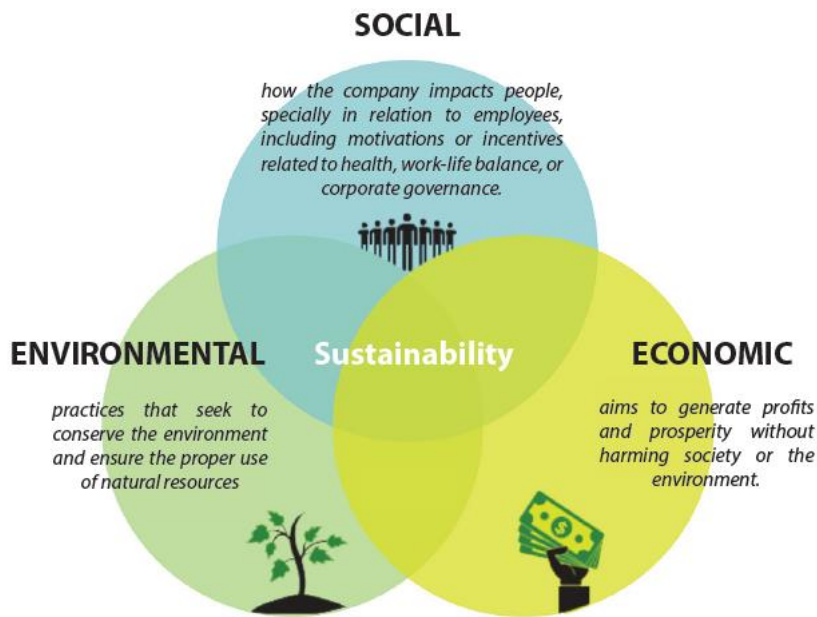 SOCIAL
how the company impacts people,
specially in relation to employees,
including motivations or incentives
related to health, work-life balance, or
corporate governance.
ENVIRONMENTAL
practices that seek to
conserve the environment
and ensure the proper use
of natural resources
Sustainability
ECONOMIC
aims to generate profits
and prosperity without
harming society or the
environment.
$